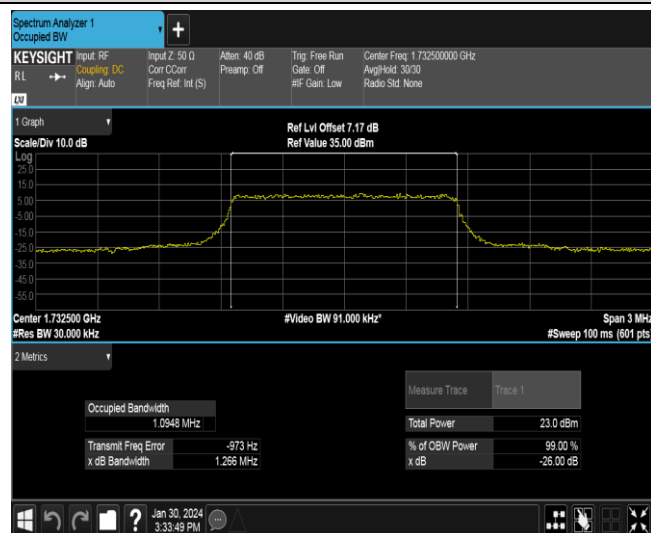 Spectrum Analyzer 1
Occupied BW
+
KEYSIGHT Input: RF Input Z: 50 Ω Atten: 40 dB Trig: Free Run Center Freq: 1.732500000 GHz
RL Coupling: DC Corr CCorr Preamp: Off Gate: Off Avg|Hold: 30/30
Align: Auto Freq Ref: Int (S) #IF Gain: Low Radio Std: None
LXI
1 Graph
Ref Lvl Offset 7.17 dB
Scale/Div 10.0 dB Ref Value 35.00 dBm
Log
25.0
15.0
5.00
-5.00
-15.0
-25.0
-35.0
-45.0
-55.0
Center 1.732500 GHz #Video BW 91.000 kHz* Span 3 MHz
#Res BW 30.000 kHz #Sweep 100 ms (601 pts)
2 Metrics
Measure Trace Trace 1
Occupied Bandwidth
1.0948 MHz
Total Power 23.0 dBm
Transmit Freq Error -973 Hz % of OBW Power 99.00 %
x dB Bandwidth 1.266 MHz x dB -26.00 dB
?
Jan 30, 2024
3:33:49 PM